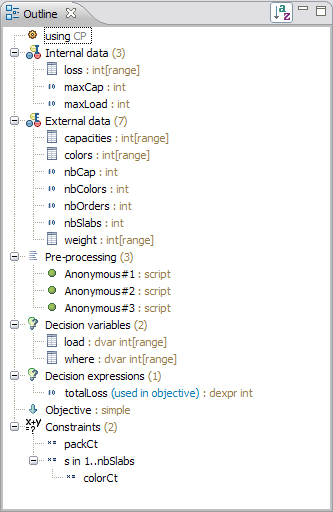 Outline
using CP
Internal data (3)
loss : int[range]
maxCap : int
maxLoad : int
External data (7)
capacities : int[range]
colors : int[range]
nbCap : int
nbColors : int
nbOrders : int
nbSlabs : int
weight : int[range]
Pre-processing (3)
Anonymous#1 : script
Anonymous#2 : script
Anonymous#3 : script
Decision variables (2)
load : dvar int[range]
where : dvar int[range]
Decision expressions (1)
totalLoss (used in objective) : dexpr int
Objective : simple
Constraints (2)
packCt
s in 1..nbSlabs
colorCt